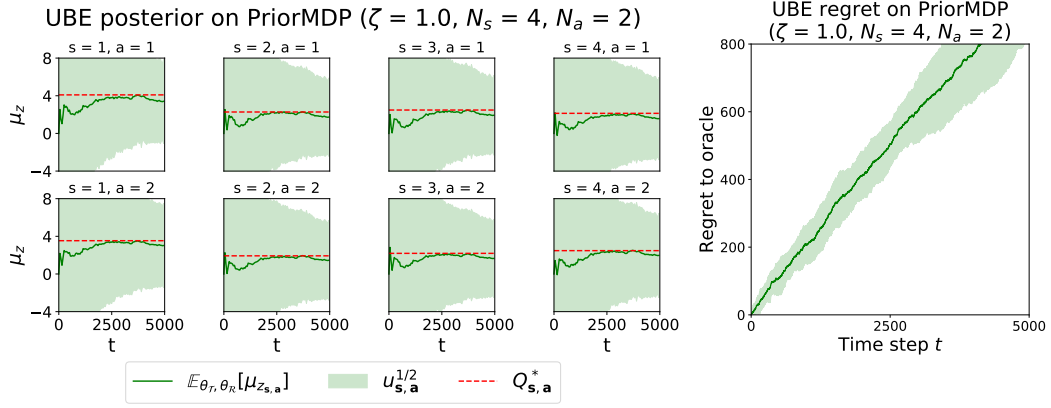 UBE posterior on PriorMDP (ζ = 1.0, N_s = 4, N_a = 2)
s = 1, a = 1
s = 2, a = 1
s = 3, a = 1
s = 4, a = 1
8
4
0
−4
μ_z
s = 1, a = 2
s = 2, a = 2
s = 3, a = 2
s = 4, a = 2
8
4
0
−4
μ_z
0 2500 5000
0 2500 5000
0 2500 5000
0 2500 5000
t
t
t
t
𝔼_{θ_𝒯, θ_ℛ}[μ_{z_{s,a}}]
u_{s,a}^{1/2}
Q*_{s,a}
UBE regret on PriorMDP
(ζ = 1.0, N_s = 4, N_a = 2)
800
600
400
200
0
Regret to oracle
0 2500 5000
Time step t